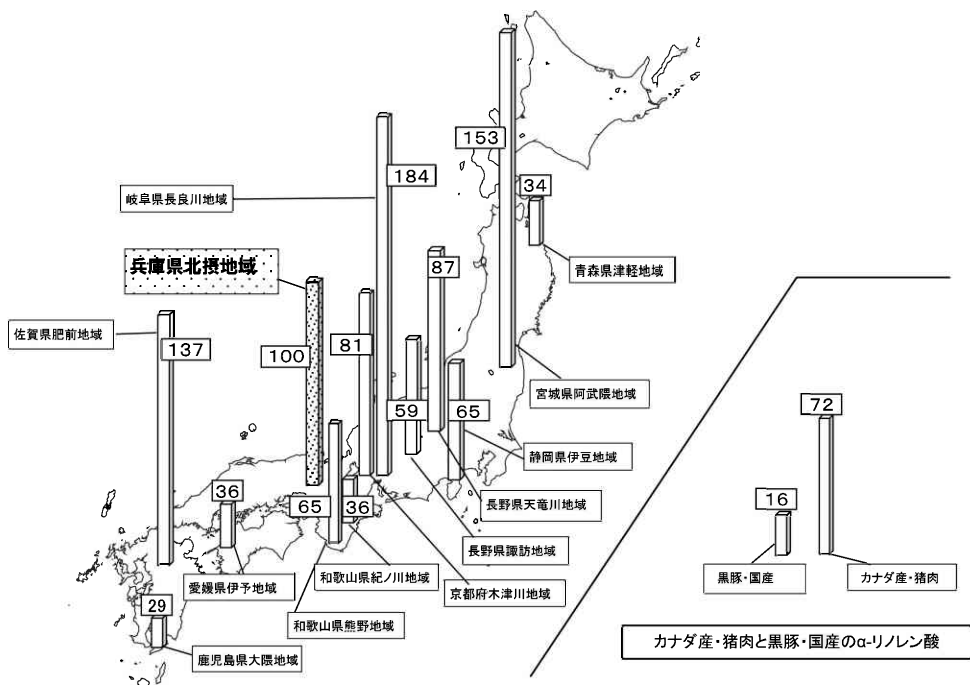 153
34
184
岐阜県長良川地域
87
青森県津軽地域
兵庫県北摂地域
佐賀県肥前地域
137
100
81
宮城県阿武隈地域
59
65
72
静岡県伊豆地域
36
65
36
長野県天竜川地域
16
長野県諏訪地域
黒豚・国産
カナダ産・猪肉
愛媛県伊予地域
和歌山県紀ノ川地域
京都府木津川地域
29
和歌山県熊野地域
鹿児島県大隅地域
カナダ産・猪肉と黒豚・国産のα-リノレン酸